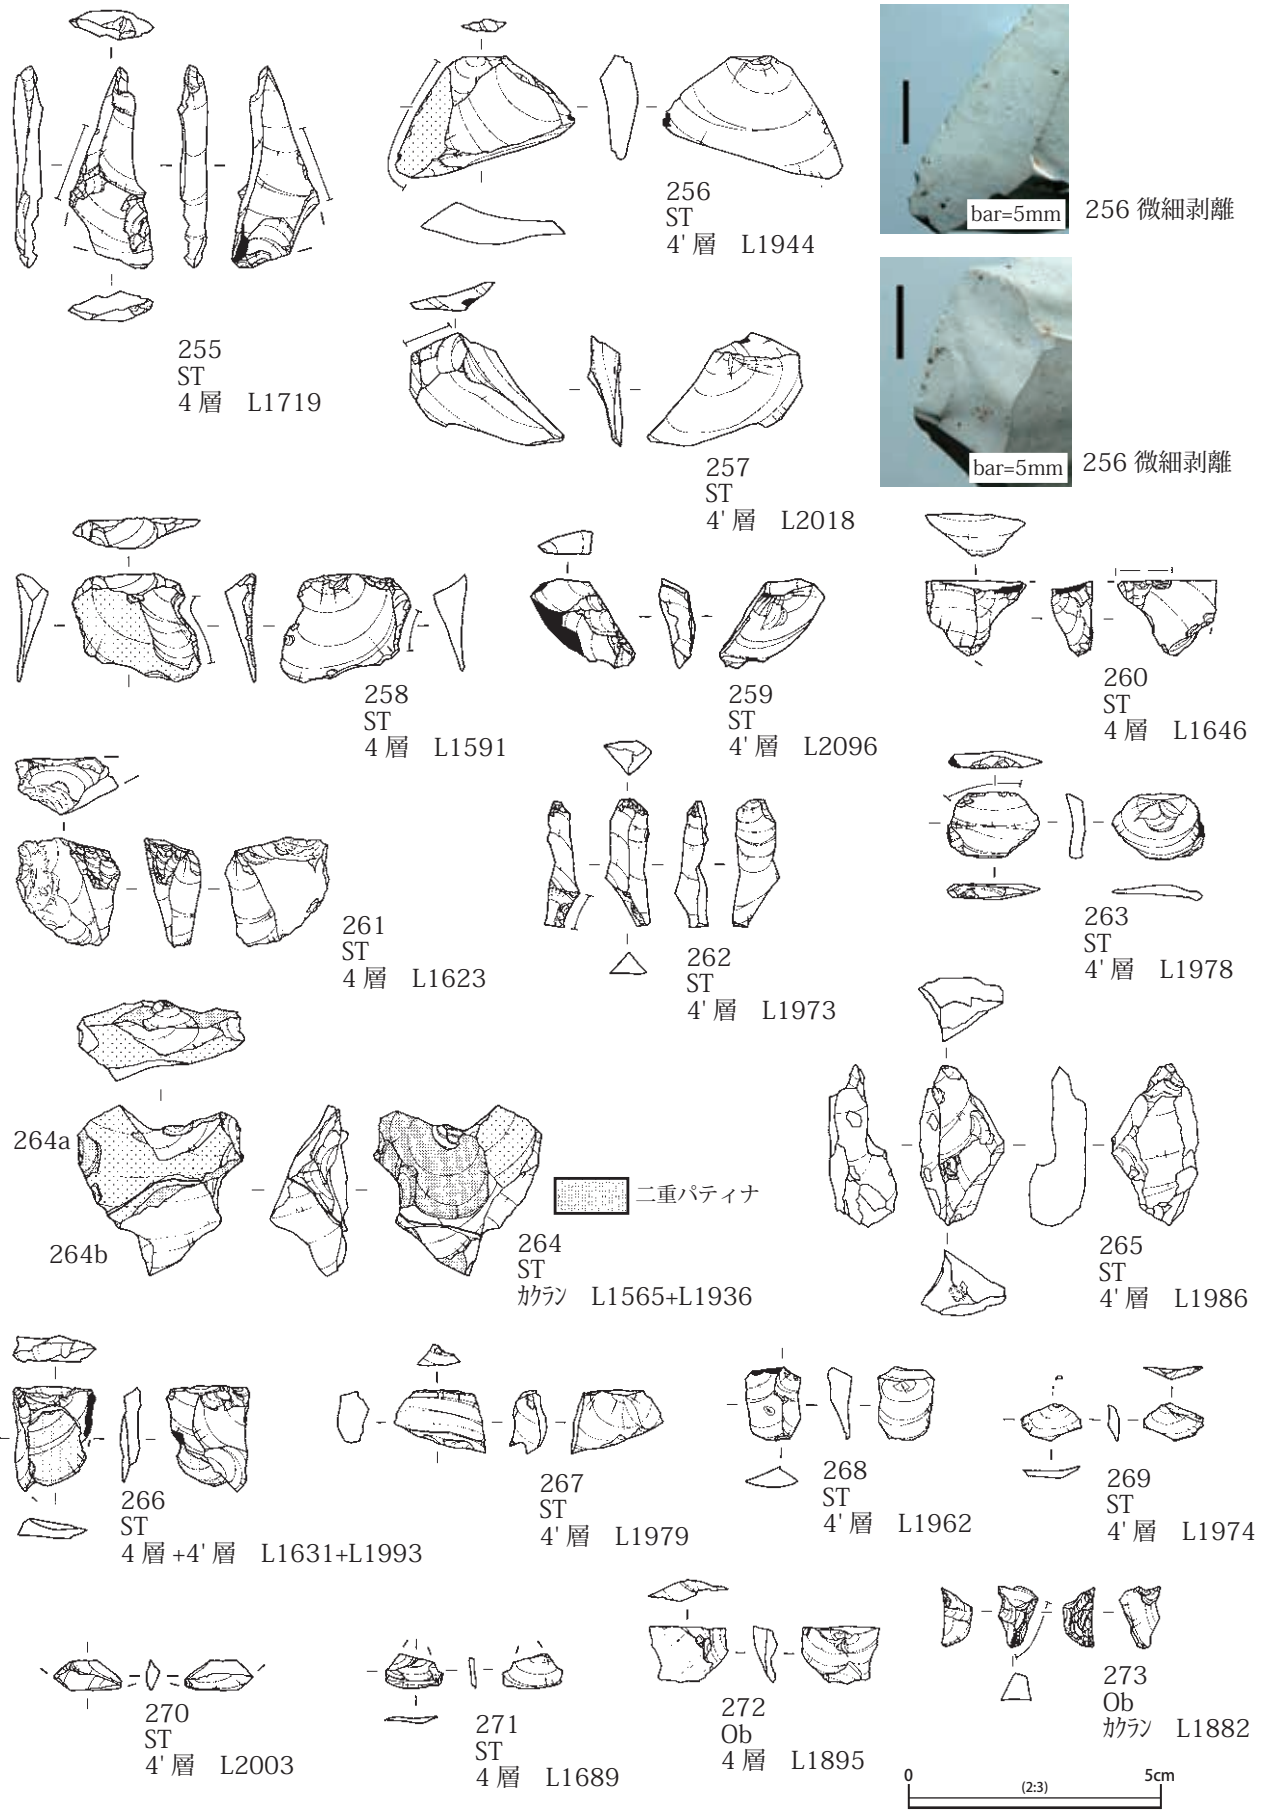 255
ST
4 層 L1719
256
ST
4' 層 L1944
bar=5mm
256 微細剥離
257
ST
4' 層 L2018
bar=5mm
256 微細剥離
258
ST
4 層 L1591
259
ST
4' 層 L2096
260
ST
4 層 L1646
261
ST
4 層 L1623
262
ST
4' 層 L1973
263
ST
4' 層 L1978
264a
264b
二重パティナ
264
ST
カクラン L1565+L1936
265
ST
4' 層 L1986
266
ST
4 層 +4' 層 L1631+L1993
267
ST
4' 層 L1979
268
ST
4' 層 L1962
269
ST
4' 層 L1974
270
ST
4' 層 L2003
271
ST
4 層 L1689
272
Ob
4 層 L1895
273
Ob
カクラン L1882
0 (2:3) 5cm